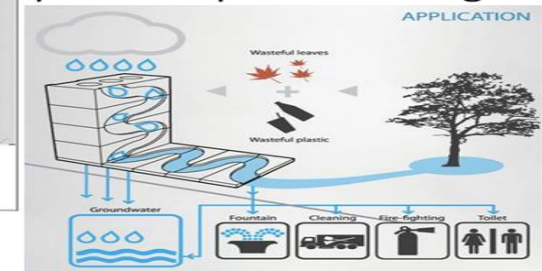 APPLICATION
Wasteful leaves
Wasteful plastic
Groundwater
Fountain
Cleaning
Fire-fighting
Toilet